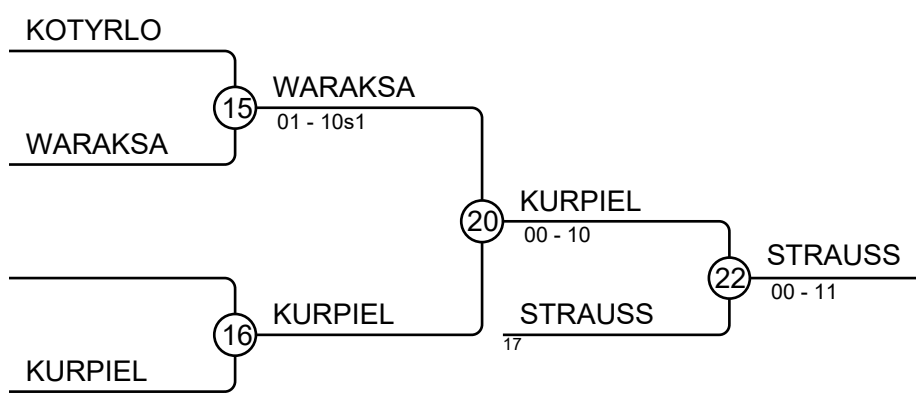 KOTYRLO
15
WARAKSA
01 - 10s1
WARAKSA
20
KURPIEL
00 - 10
22
STRAUSS
00 - 11
16
KURPIEL
STRAUSS
17
KURPIEL